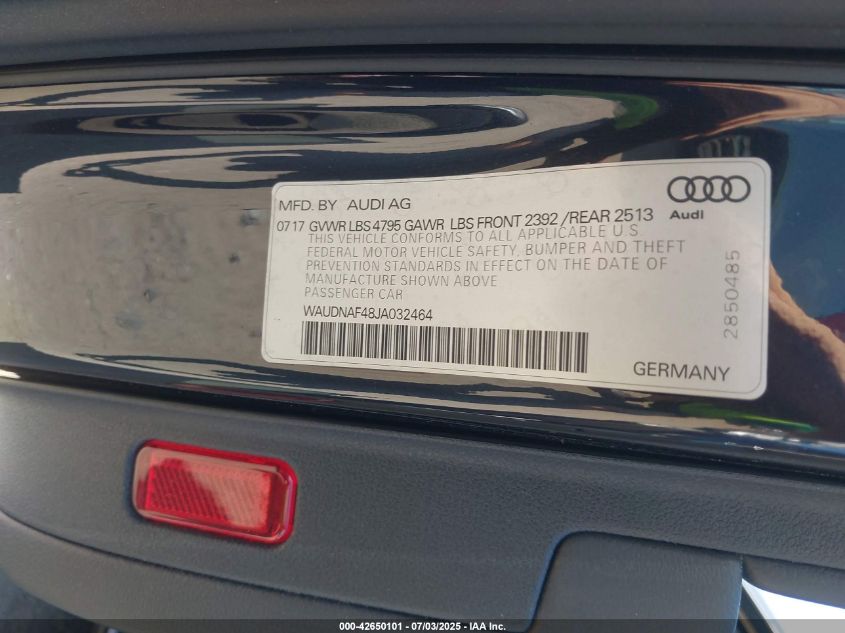 MFD. BY AUDI AG
0717 GVWR LBS 4795 GAWR LBS FRONT 2392 /REAR 2513
THIS VEHICLE CONFORMS TO ALL APPLICABLE U.S.
FEDERAL MOTOR VEHICLE SAFETY, BUMPER AND THEFT
PREVENTION STANDARDS IN EFFECT ON THE DATE OF
MANUFACTURE SHOWN ABOVE
PASSENGER CAR
WAUDNAF48JA032464
Audi
2850485
GERMANY
000-42650101 - 07/03/2025 - IAA Inc.